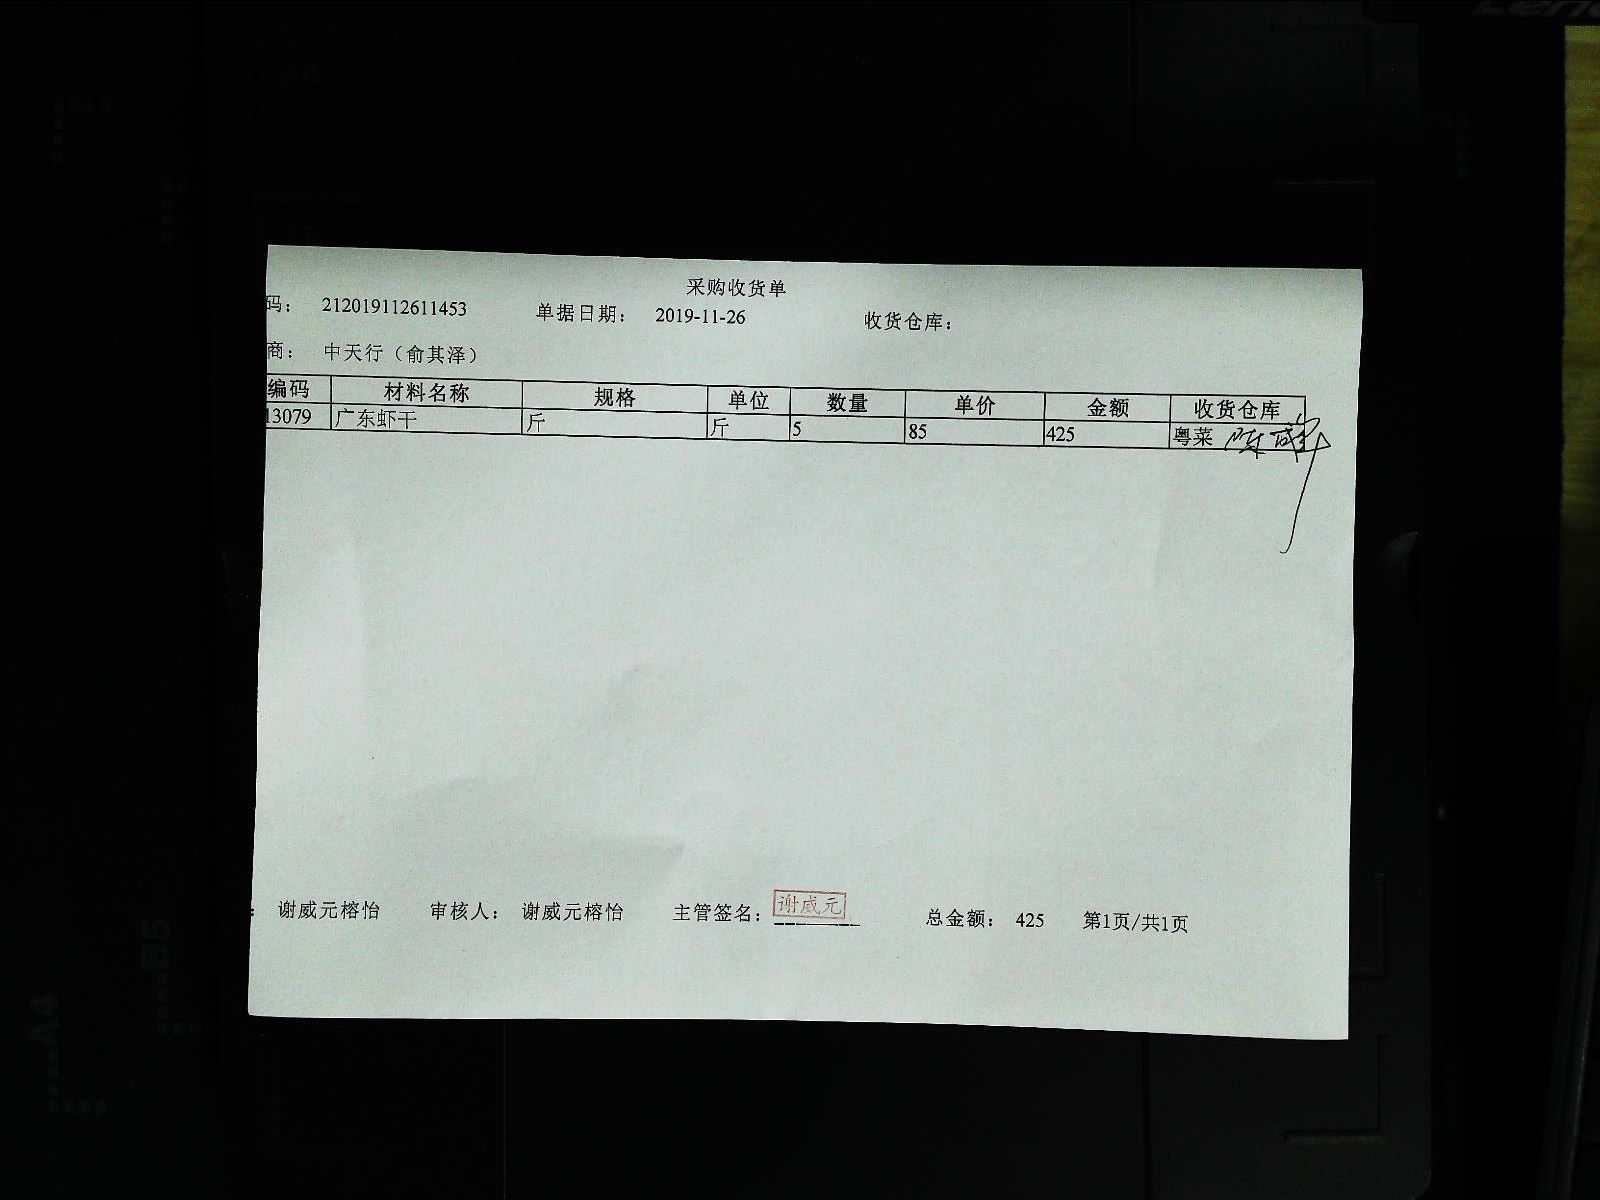 采购收货单
码： 212019112611453 单据日期： 2019-11-26 收货仓库：
商： 中天行（俞其泽）
编码 材料名称 规格 单位 数量 单价 金额 收货仓库
13079 广东虾干 斤 斤 5 85 425 粤菜
： 谢威元榕怡 审核人： 谢威元榕怡 主管签名： 谢威元 总金额： 425 第1页/共1页
A4
B5